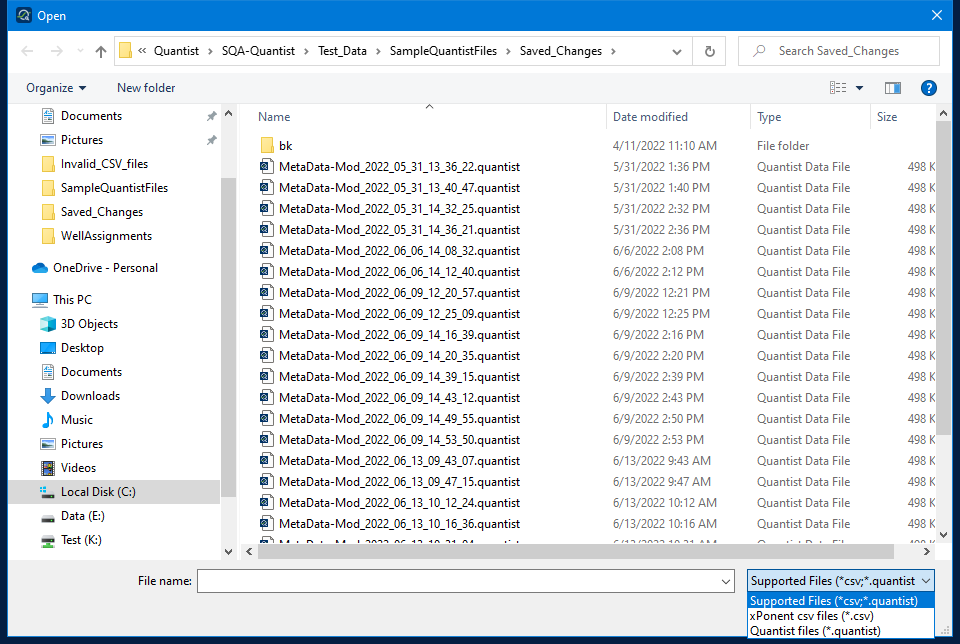 Open
« Quantist > SQA-Quantist > Test_Data > SampleQuantistFiles > Saved_Changes >
Search Saved_Changes
Organize
New folder
Documents
Pictures
Invalid_CSV_files
SampleQuantistFiles
Saved_Changes
WellAssignments
OneDrive - Personal
This PC
3D Objects
Desktop
Documents
Downloads
Music
Pictures
Videos
Local Disk (C:)
Data (E:)
Test (K:)
Name Date modified Type Size
bk 4/11/2022 11:10 AM File folder
MetaData-Mod_2022_05_31_13_36_22.quantist 5/31/2022 1:36 PM Quantist Data File 498 K
MetaData-Mod_2022_05_31_13_40_47.quantist 5/31/2022 1:40 PM Quantist Data File 498 K
MetaData-Mod_2022_05_31_14_32_25.quantist 5/31/2022 2:32 PM Quantist Data File 498 K
MetaData-Mod_2022_05_31_14_36_21.quantist 5/31/2022 2:36 PM Quantist Data File 498 K
MetaData-Mod_2022_06_06_14_08_32.quantist 6/6/2022 2:08 PM Quantist Data File 498 K
MetaData-Mod_2022_06_06_14_12_40.quantist 6/6/2022 2:12 PM Quantist Data File 498 K
MetaData-Mod_2022_06_09_12_20_57.quantist 6/9/2022 12:21 PM Quantist Data File 498 K
MetaData-Mod_2022_06_09_12_25_09.quantist 6/9/2022 12:25 PM Quantist Data File 498 K
MetaData-Mod_2022_06_09_14_16_39.quantist 6/9/2022 2:16 PM Quantist Data File 498 K
MetaData-Mod_2022_06_09_14_20_35.quantist 6/9/2022 2:20 PM Quantist Data File 498 K
MetaData-Mod_2022_06_09_14_39_15.quantist 6/9/2022 2:39 PM Quantist Data File 498 K
MetaData-Mod_2022_06_09_14_43_12.quantist 6/9/2022 2:43 PM Quantist Data File 498 K
MetaData-Mod_2022_06_09_14_49_55.quantist 6/9/2022 2:50 PM Quantist Data File 498 K
MetaData-Mod_2022_06_09_14_53_50.quantist 6/9/2022 2:53 PM Quantist Data File 498 K
MetaData-Mod_2022_06_13_09_43_07.quantist 6/13/2022 9:43 AM Quantist Data File 498 K
MetaData-Mod_2022_06_13_09_47_15.quantist 6/13/2022 9:47 AM Quantist Data File 498 K
MetaData-Mod_2022_06_13_10_12_24.quantist 6/13/2022 10:12 AM Quantist Data File 498 K
MetaData-Mod_2022_06_13_10_16_36.quantist 6/13/2022 10:16 AM Quantist Data File 498 K
File name:
Supported Files (*csv;*.quantist
Supported Files (*csv;*.quantist)
xPonent csv files (*.csv)
Quantist files (*.quantist)